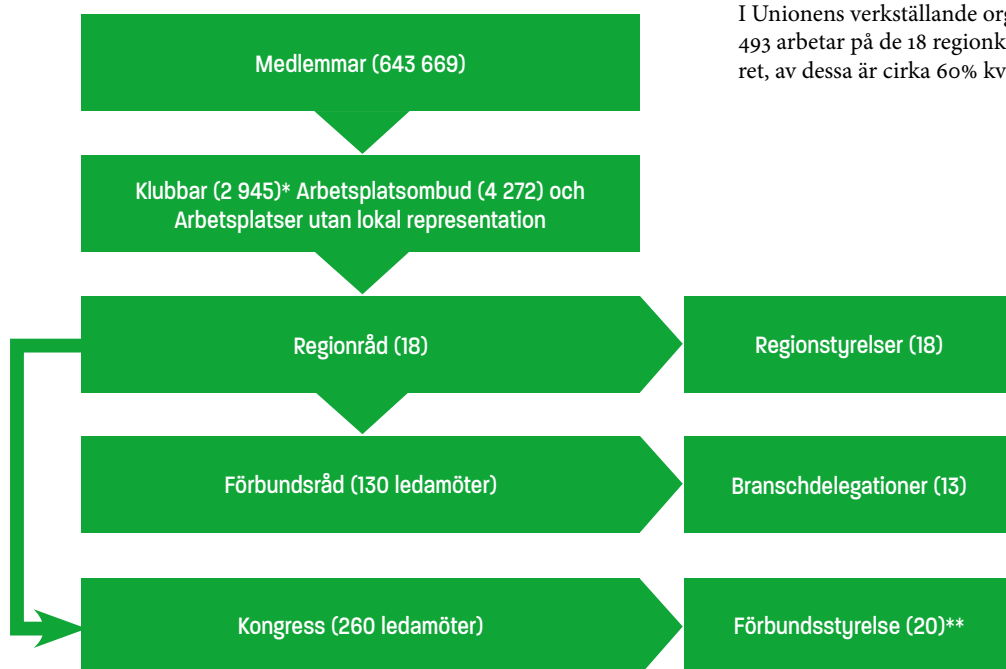 I Unionens verkställande
493 arbetar på de 18
ret, av dessa är cirka 60%
Medlemmar (643 669)
Klubbar (2 945)* Arbetsplatsombud (4 272) och
Arbetsplatser utan lokal representation
Regionråd (18)
Regionstyrelser (18)
Förbundsråd (130 ledamöter)
Branschdelegationer (13)
Kongress (260 ledamöter)
Förbundsstyrelse (20)**